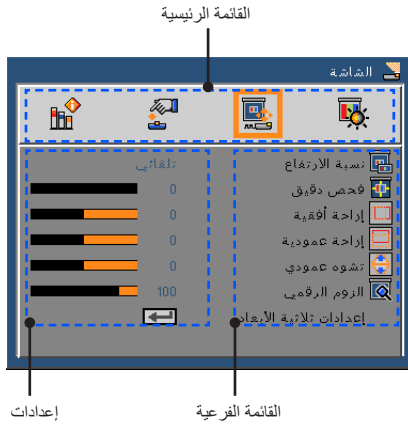 القائمة الرئيسية
الشاشة
نسبة الارتفاع تلقائي
فحص دقيق 0
إزاحة أفقية 0
إزاحة عمودية 0
تشوه عمودي 0
الزوم الرقمي 100
إعدادات ثلاثية الأبعاد
القائمة الفرعية
إعدادات